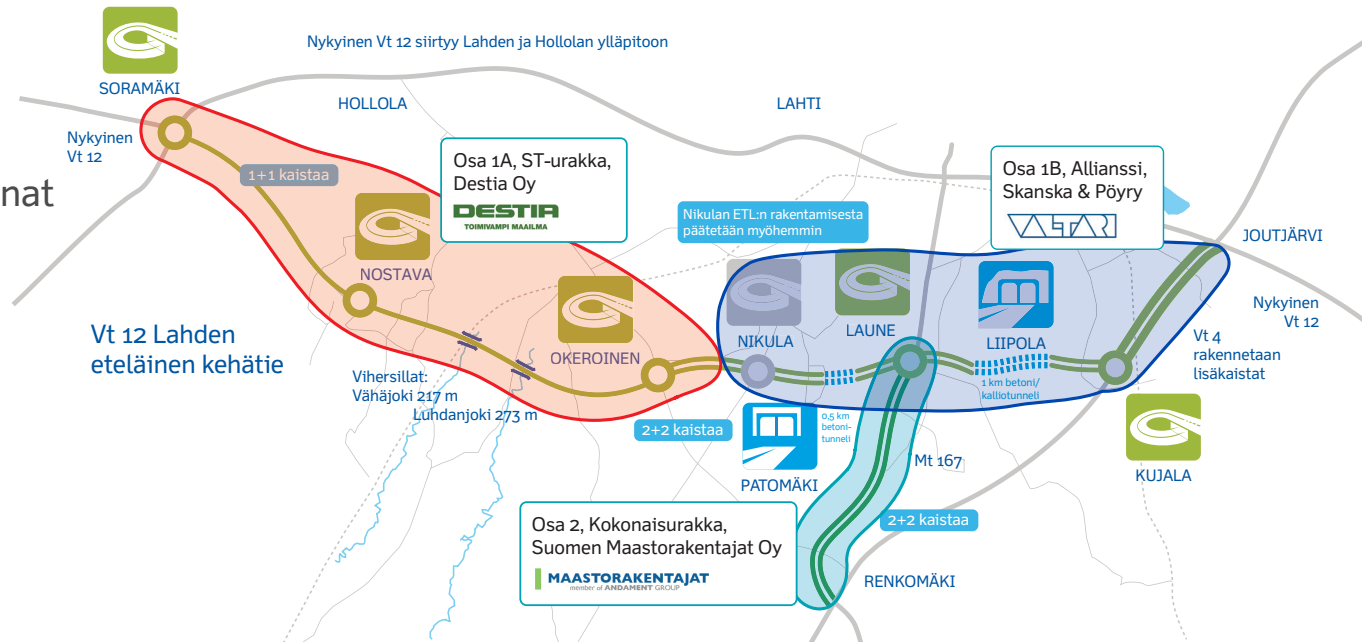 SORAMÄKI
Nykyinen Vt 12 siirtyy Lahden ja Hollolan ylläpitoon
HOLLOLA
LAHTI
Nykyinen
Vt 12
nat
1+1 kaistaa
Osa 1A, ST-urakka,
Destia Oy
DESTIA
TOIMIVAMPI MAAILMA
Osa 1B, Allianssi,
Skanska & Pöyry
VALTARI
Nikulan ETL:n rakentamisesta
päätetään myöhemmin
JOUTJÄRVI
NOSTAVA
Nykyinen
Vt 12
Vt 12 Lahden
eteläinen kehätie
OKEROINEN
NIKULA
LAUNE
LIIPOLA
Vt 4
rakennetaan
lisäkaistat
Vihersillat:
Vähäjoki 217 m
Luhdanjoki 273 m
1 km betoni/
kalliotunneli
2+2 kaistaa
0,5 km
betoni-
tunneli
Mt 167
PATOMÄKI
KUJALA
Osa 2, Kokonaisurakka,
Suomen Maastorakentajat Oy
MAASTORAKENTAJAT
member of ANDAMENT GROUP
2+2 kaistaa
RENKOMÄKI